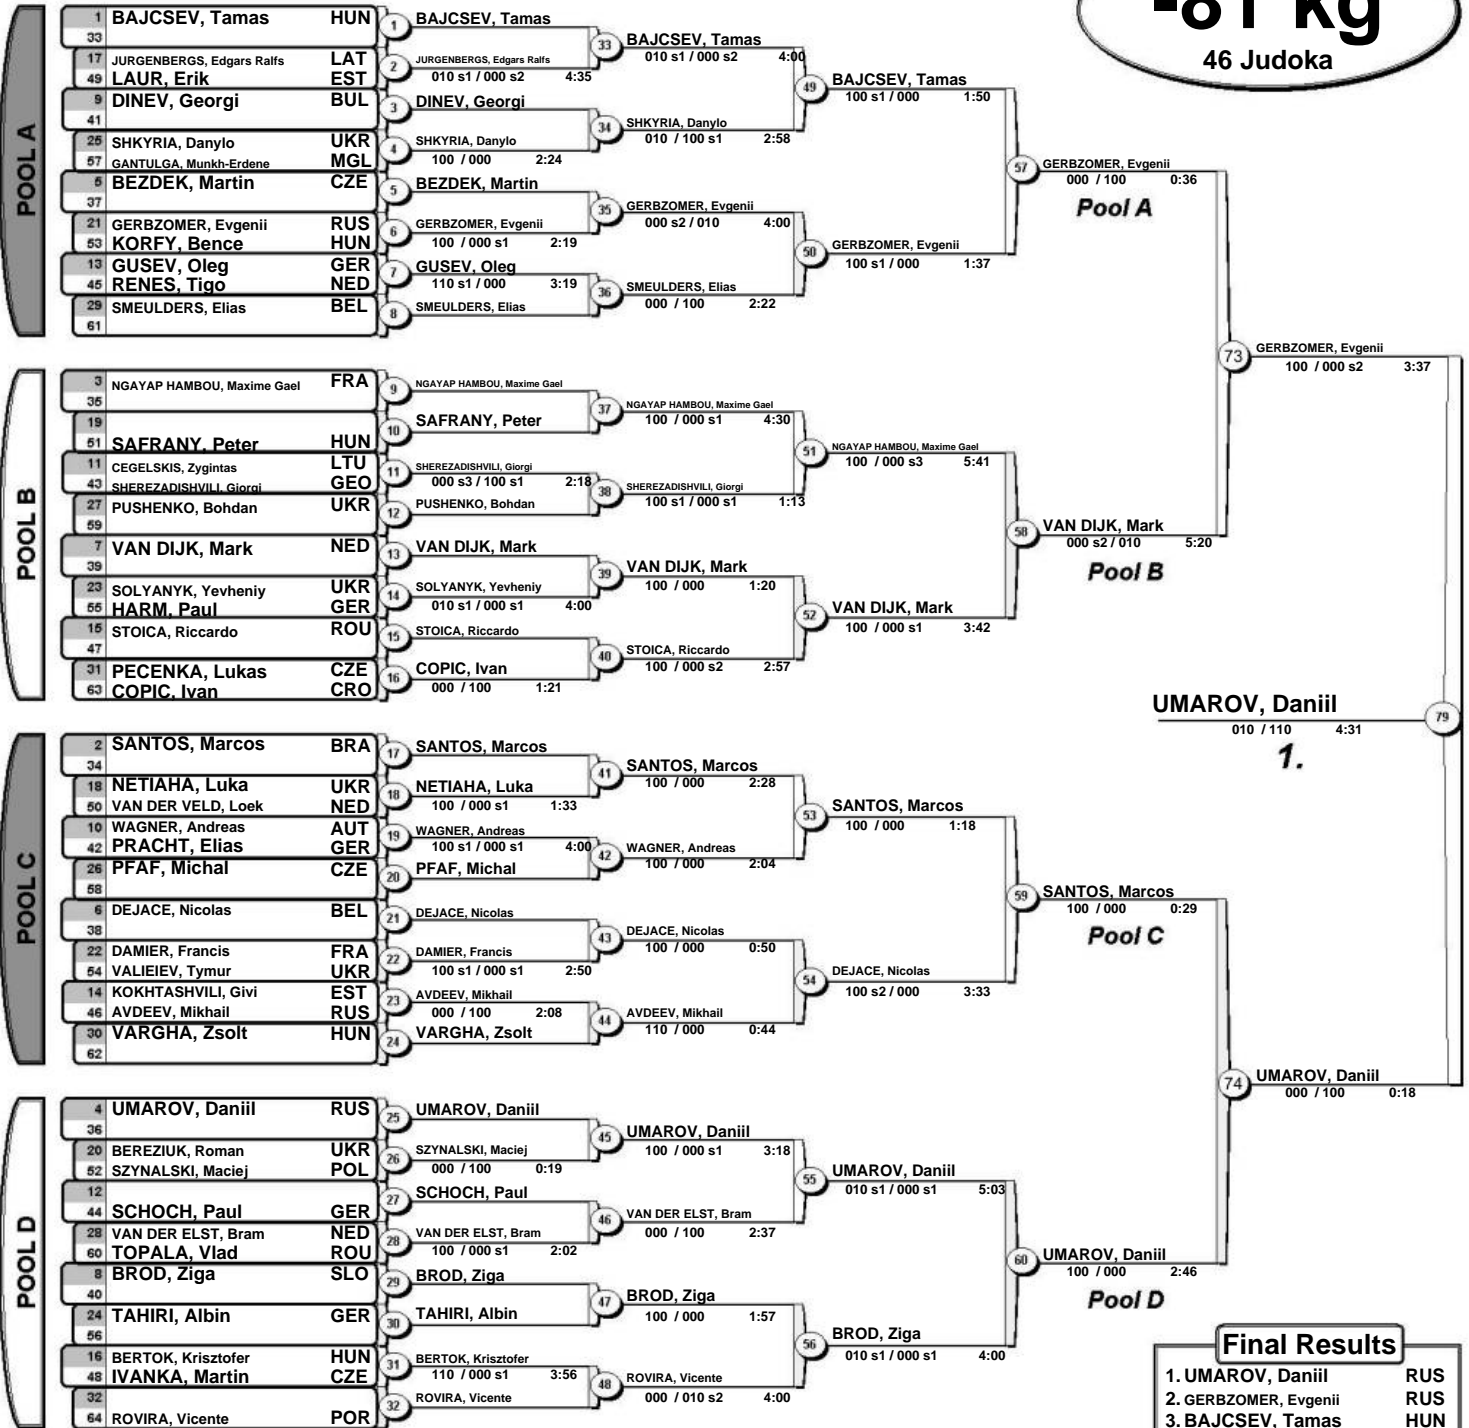 -81 kg
46 Judoka
POOL A
1 BAJCSEV, Tamas HUN
33
17 JURGENBERGS, Edgars Ralfs LAT
49 LAUR, Erik EST
9 DINEV, Georgi BUL
41
25 SHKYRIA, Danylo UKR
57 GANTULGA, Munkh-Erdene MGL
5 BEZDEK, Martin CZE
37
21 GERBZOMER, Evgenii RUS
53 KORFY, Bence HUN
13 GUSEV, Oleg GER
45 RENES, Tigo NED
29 SMEULDERS, Elias BEL
61
1 BAJCSEV, Tamas
2 JURGENBERGS, Edgars Ralfs
010 s1 / 000 s2 4:35
3 DINEV, Georgi
4 SHKYRIA, Danylo
100 / 000 2:24
5 BEZDEK, Martin
6 GERBZOMER, Evgenii
100 / 000 s1 2:19
7 GUSEV, Oleg
110 s1 / 000 3:19
8 SMEULDERS, Elias
33 BAJCSEV, Tamas
010 s1 / 000 s2 4:00
34 SHKYRIA, Danylo
010 / 100 s1 2:58
35 GERBZOMER, Evgenii
000 s2 / 010 4:00
36 SMEULDERS, Elias
000 / 100 2:22
49 BAJCSEV, Tamas
100 s1 / 000 1:50
50 GERBZOMER, Evgenii
100 s1 / 000 1:37
57 GERBZOMER, Evgenii
000 / 100 0:36
Pool A
POOL B
3 NGAYAP HAMBOU, Maxime Gael FRA
35
19
51 SAFRANY, Peter HUN
11 CEGELSKIS, Zygintas LTU
43 SHEREZADISHVILI, Giorgi GEO
27 PUSHENKO, Bohdan UKR
59
7 VAN DIJK, Mark NED
39
23 SOLYANYK, Yevheniy UKR
55 HARM, Paul GER
15 STOICA, Riccardo ROU
47
31 PECENKA, Lukas CZE
63 COPIC, Ivan CRO
9 NGAYAP HAMBOU, Maxime Gael
10 SAFRANY, Peter
11 SHEREZADISHVILI, Giorgi
000 s3 / 100 s1 2:18
12 PUSHENKO, Bohdan
13 VAN DIJK, Mark
14 SOLYANYK, Yevheniy
010 s1 / 000 s1 4:00
15 STOICA, Riccardo
16 COPIC, Ivan
000 / 100 1:21
37 NGAYAP HAMBOU, Maxime Gael
100 / 000 s1 4:30
38 SHEREZADISHVILI, Giorgi
100 s1 / 000 s1 1:13
39 VAN DIJK, Mark
100 / 000 1:20
40 STOICA, Riccardo
100 / 000 s2 2:57
51 NGAYAP HAMBOU, Maxime Gael
100 / 000 s3 5:41
52 VAN DIJK, Mark
100 / 000 s1 3:42
58 VAN DIJK, Mark
000 s2 / 010 5:20
Pool B
73 GERBZOMER, Evgenii
100 / 000 s2 3:37
UMAROV, Daniil 79
010 / 110 4:31
1.
POOL C
2 SANTOS, Marcos BRA
34
18 NETIAHA, Luka UKR
50 VAN DER VELD, Loek NED
10 WAGNER, Andreas AUT
42 PRACHT, Elias GER
26 PFAF, Michal CZE
58
6 DEJACE, Nicolas BEL
38
22 DAMIER, Francis FRA
54 VALIEIEV, Tymur UKR
14 KOKHTASHVILI, Givi EST
46 AVDEEV, Mikhail RUS
30 VARGHA, Zsolt HUN
62
17 SANTOS, Marcos
18 NETIAHA, Luka
100 / 000 s1 1:33
19 WAGNER, Andreas
100 s1 / 000 s1 4:00
20 PFAF, Michal
21 DEJACE, Nicolas
22 DAMIER, Francis
100 s1 / 000 s1 2:50
23 AVDEEV, Mikhail
000 / 100 2:08
24 VARGHA, Zsolt
41 SANTOS, Marcos
100 / 000 2:28
42 WAGNER, Andreas
100 / 000 2:04
43 DEJACE, Nicolas
100 / 000 0:50
44 AVDEEV, Mikhail
110 / 000 0:44
53 SANTOS, Marcos
100 / 000 1:18
54 DEJACE, Nicolas
100 s2 / 000 3:33
59 SANTOS, Marcos
100 / 000 0:29
Pool C
POOL D
4 UMAROV, Daniil RUS
36
20 BEREZIUK, Roman UKR
52 SZYNALSKI, Maciej POL
12
44 SCHOCH, Paul GER
28 VAN DER ELST, Bram NED
60 TOPALA, Vlad ROU
8 BROD, Ziga SLO
40
24 TAHIRI, Albin GER
56
16 BERTOK, Krisztofer HUN
48 IVANKA, Martin CZE
32
64 ROVIRA, Vicente POR
25 UMAROV, Daniil
26 SZYNALSKI, Maciej
000 / 100 0:19
27 SCHOCH, Paul
28 VAN DER ELST, Bram
100 / 000 s1 2:02
29 BROD, Ziga
30 TAHIRI, Albin
31 BERTOK, Krisztofer
110 / 000 s1 3:56
32 ROVIRA, Vicente
45 UMAROV, Daniil
100 / 000 s1 3:18
46 VAN DER ELST, Bram
000 / 100 2:37
47 BROD, Ziga
100 / 000 1:57
48 ROVIRA, Vicente
000 / 010 s2 4:00
55 UMAROV, Daniil
010 s1 / 000 s1 5:03
56 BROD, Ziga
010 s1 / 000 s1 4:00
60 UMAROV, Daniil
100 / 000 2:46
Pool D
74 UMAROV, Daniil
000 / 100 0:18
Final Results
1. UMAROV, Daniil RUS
2. GERBZOMER, Evgenii RUS
3. BAJCSEV, Tamas HUN